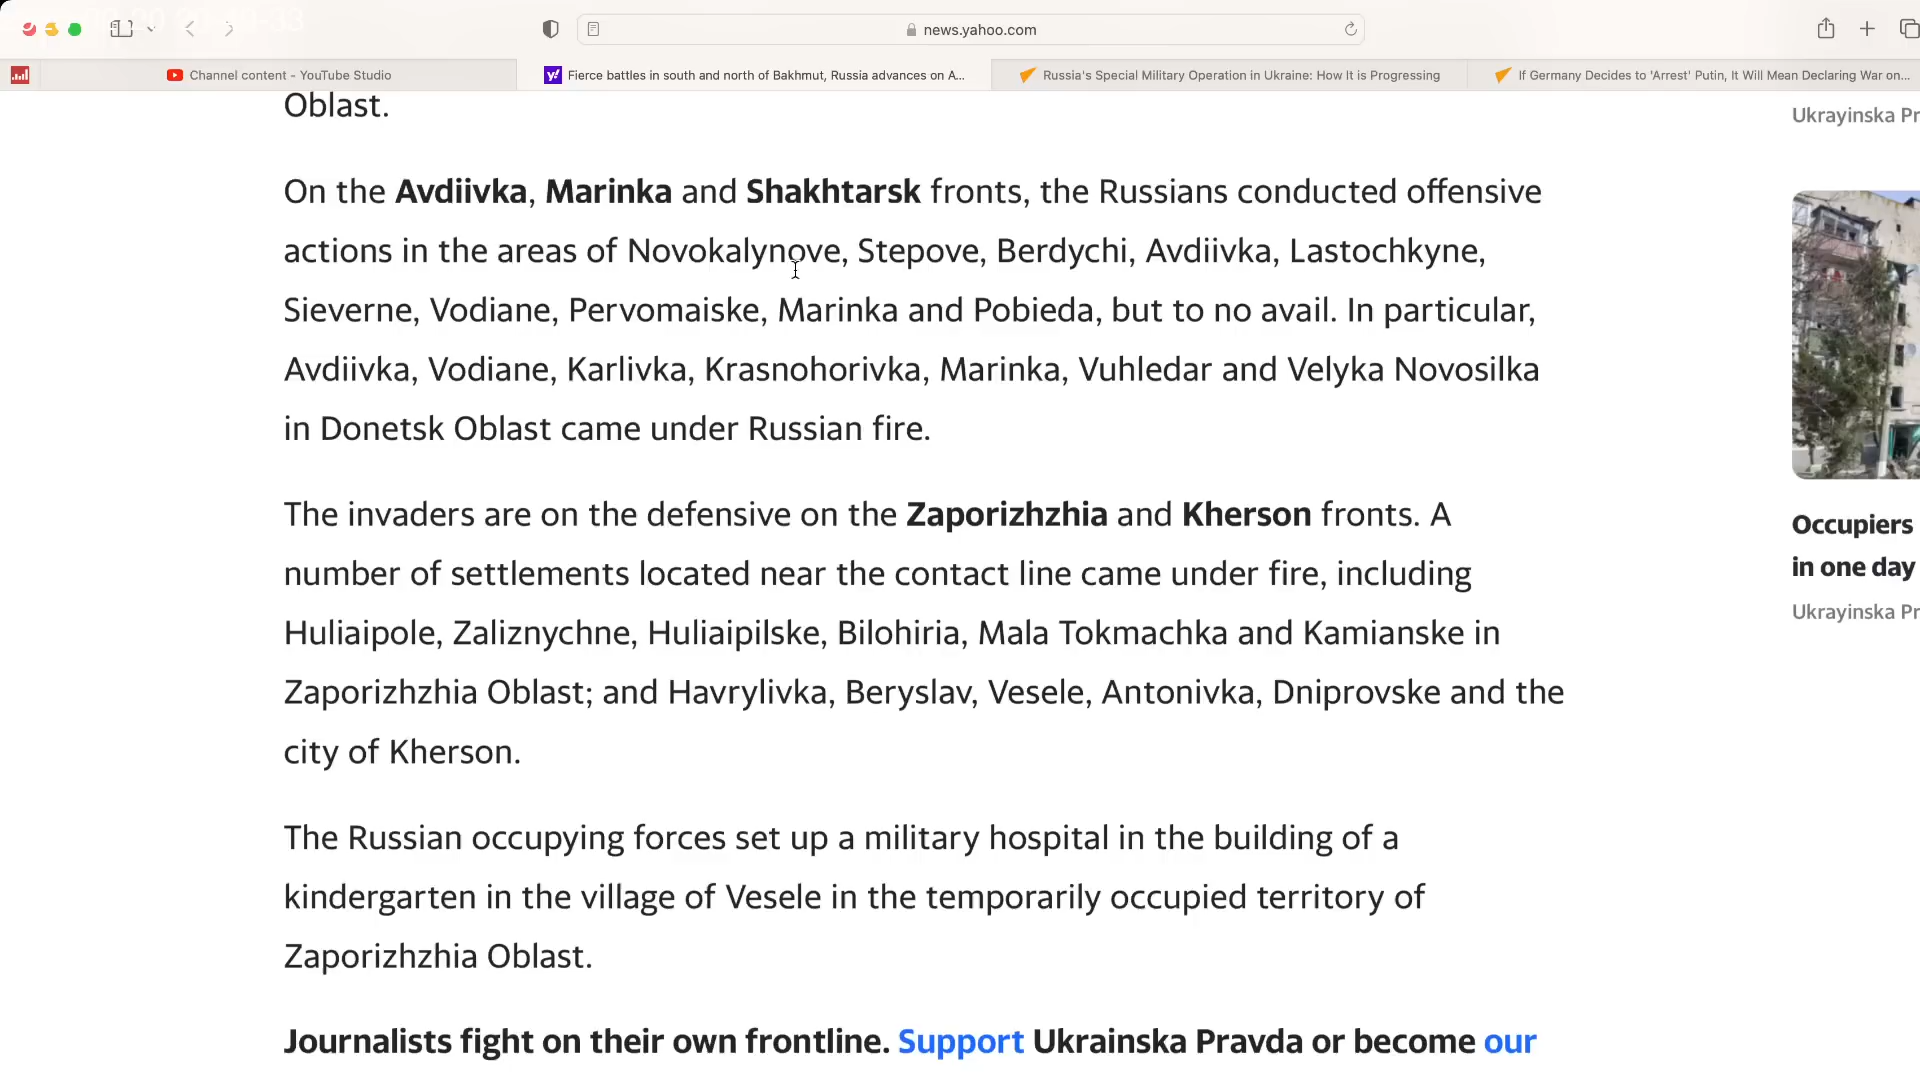 news.yahoo.com
Channel content - YouTube Studio
Fierce battles in south and north of Bakhmut, Russia advances on A...
Russia's Special Military Operation in Ukraine: How It is Progressing
If Germany Decides to 'Arrest' Putin, It Will Mean Declaring War on...
Oblast.
On the Avdiivka, Marinka and Shakhtarsk fronts, the Russians conducted offensive
actions in the areas of Novokalynove, Stepove, Berdychi, Avdiivka, Lastochkyne,
Sieverne, Vodiane, Pervomaiske, Marinka and Pobieda, but to no avail. In particular,
Avdiivka, Vodiane, Karlivka, Krasnohorivka, Marinka, Vuhledar and Velyka Novosilka
in Donetsk Oblast came under Russian fire.
The invaders are on the defensive on the Zaporizhzhia and Kherson fronts. A
number of settlements located near the contact line came under fire, including
Huliaipole, Zaliznychne, Huliaipilske, Bilohiria, Mala Tokmachka and Kamianske in
Zaporizhzhia Oblast; and Havrylivka, Beryslav, Vesele, Antonivka, Dniprovske and the
city of Kherson.
The Russian occupying forces set up a military hospital in the building of a
kindergarten in the village of Vesele in the temporarily occupied territory of
Zaporizhzhia Oblast.
Journalists fight on their own frontline. Support Ukrainska Pravda or become our
Ukrayinska Pr
Occupiers
in one day
Ukrayinska Pr